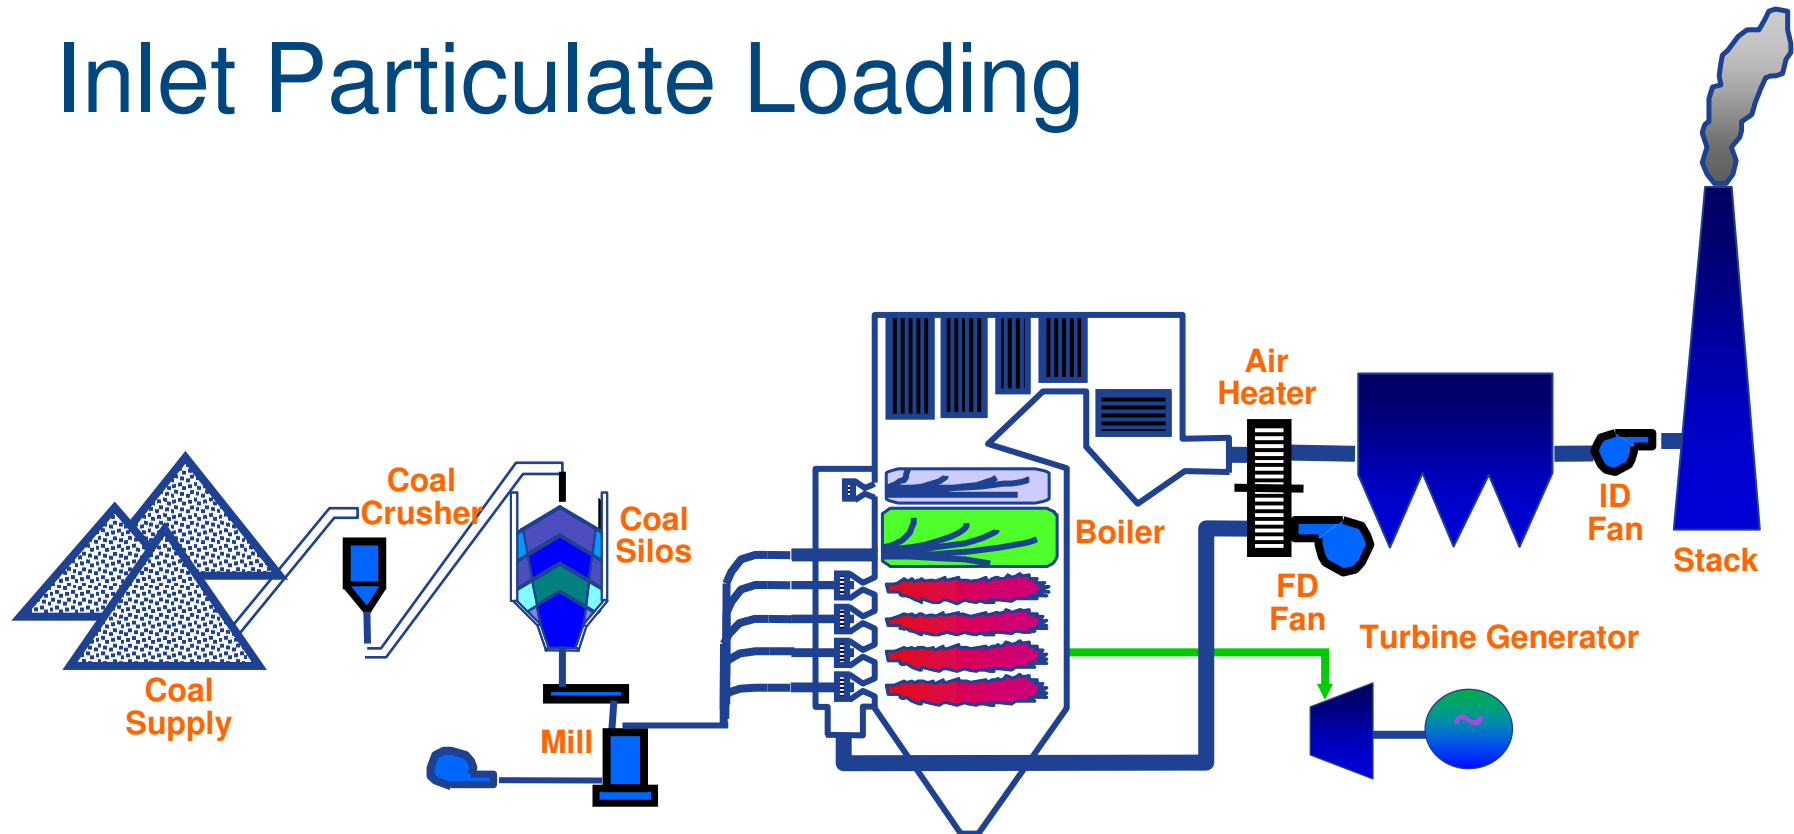 Inlet Particulate Loading
Air
Heater
Coal
Crusher
Coal
Silos
Boiler
ID
Fan
Stack
FD
Fan
Turbine Generator
Coal
Supply
Mill
~